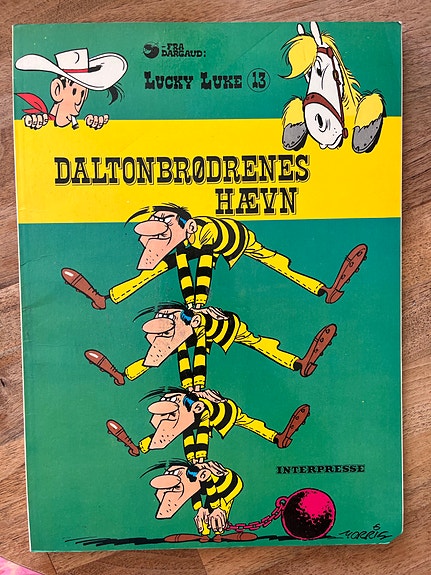 -FRA
DARGAUD:
LUCKY LUKE 13
DALTONBRØDRENES
HÆVN
INTERPRESSE
MORRIS